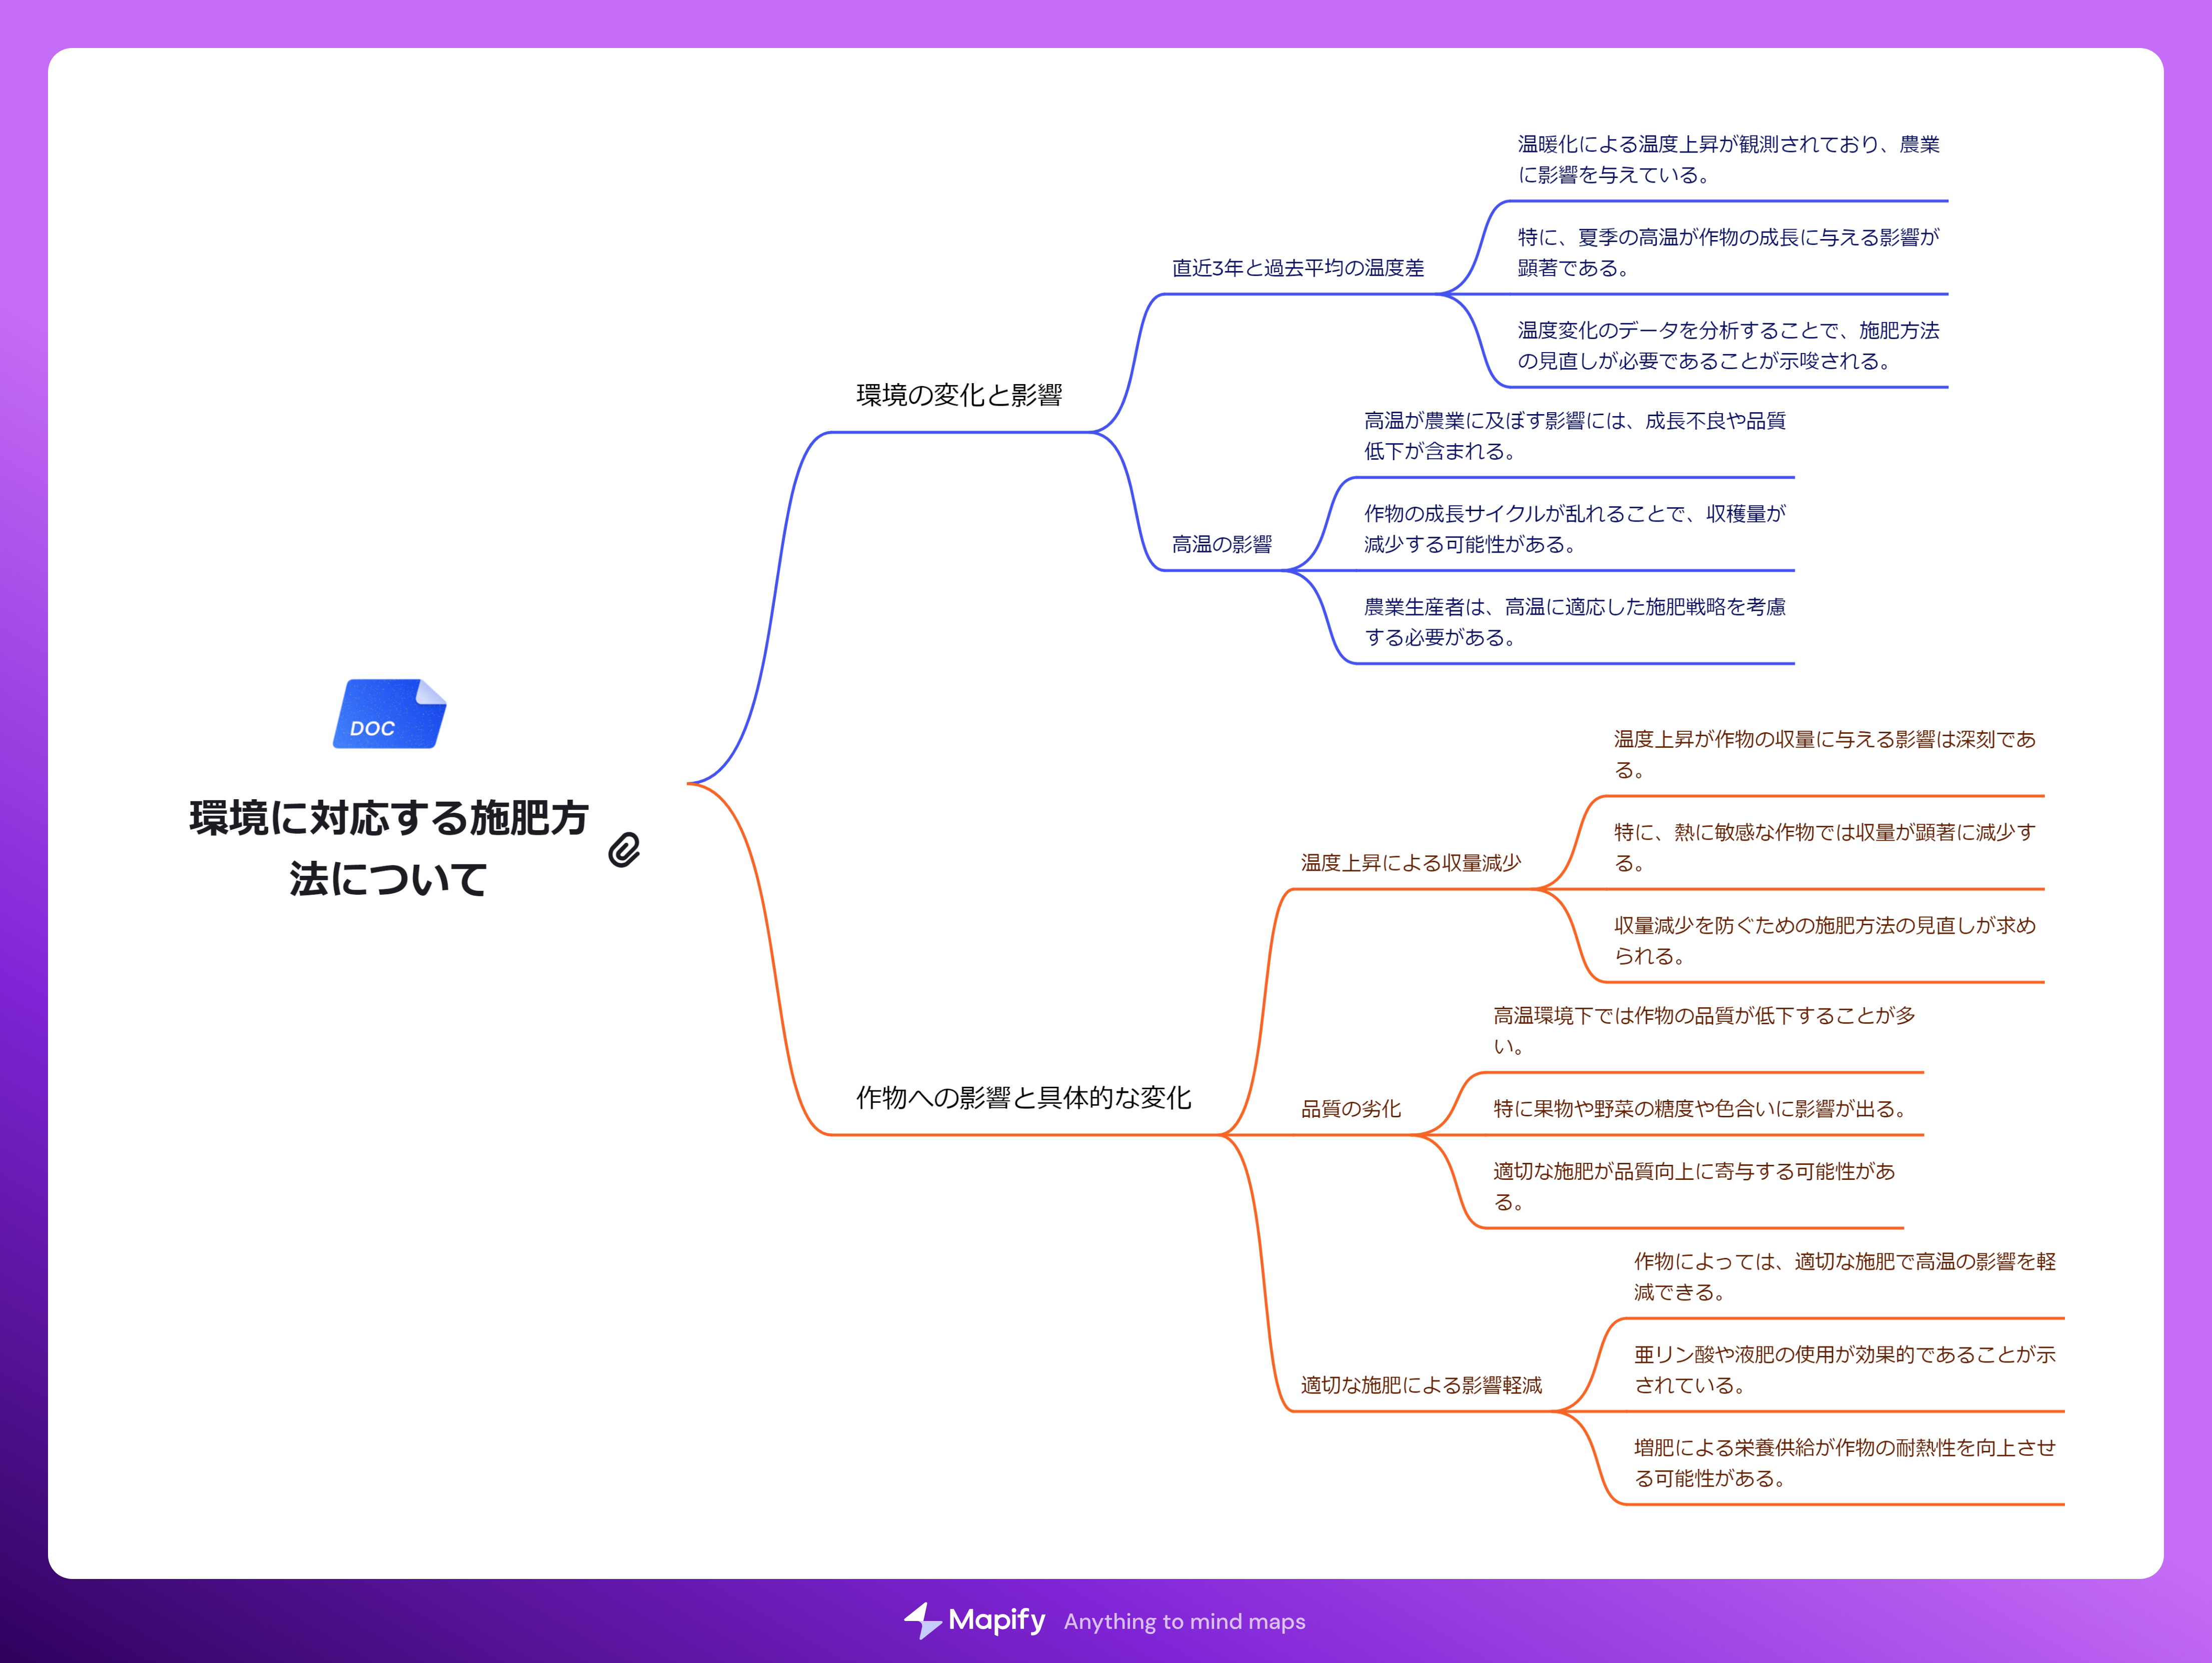 DOC
環境に対応する施肥方
法について
環境の変化と影響
直近3年と過去平均の温度差
温暖化による温度上昇が観測されており、農業
に影響を与えている。
特に、夏季の高温が作物の成長に与える影響が
顕著である。
温度変化のデータを分析することで、施肥方法
の見直しが必要であることが示唆される。
高温の影響
高温が農業に及ぼす影響には、成長不良や品質
低下が含まれる。
作物の成長サイクルが乱れることで、収穫量が
減少する可能性がある。
農業生産者は、高温に適応した施肥戦略を考慮
する必要がある。
作物への影響と具体的な変化
温度上昇による収量減少
温度上昇が作物の収量に与える影響は深刻であ
る。
特に、熱に敏感な作物では収量が顕著に減少す
る。
収量減少を防ぐための施肥方法の見直しが求め
られる。
品質の劣化
高温環境下では作物の品質が低下することが多
い。
特に果物や野菜の糖度や色合いに影響が出る。
適切な施肥が品質向上に寄与する可能性があ
る。
適切な施肥による影響軽減
作物によっては、適切な施肥で高温の影響を軽
減できる。
亜リン酸や液肥の使用が効果的であることが示
されている。
増肥による栄養供給が作物の耐熱性を向上させ
る可能性がある。
Mapify Anything to mind maps